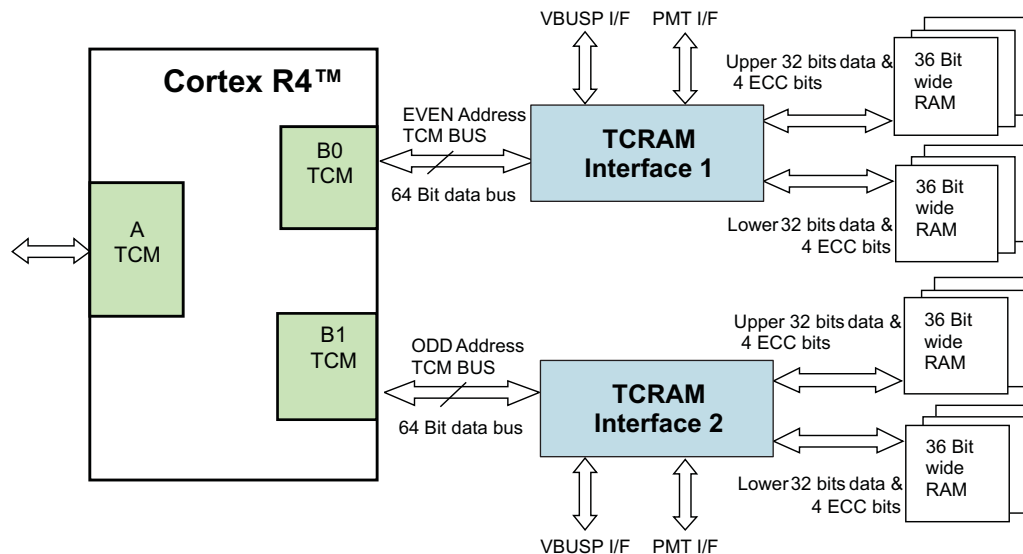 VBUSP I/F
PMT I/F
Cortex R4™
EVEN Address
TCM BUS
64 Bit data bus
B0
TCM
A
TCM
B1
TCM
TCRAM
Interface 1
Upper 32 bits data &
4 ECC bits
36 Bit
wide
RAM
Lower 32 bits data &
4 ECC bits
36 Bit
wide
RAM
ODD Address
TCM BUS
64 Bit data bus
TCRAM
Interface 2
Upper 32 bits data &
4 ECC bits
36 Bit
wide
RAM
Lower 32 bits data &
4 ECC bits
36 Bit
wide
RAM
VBUSP I/F
PMT I/F